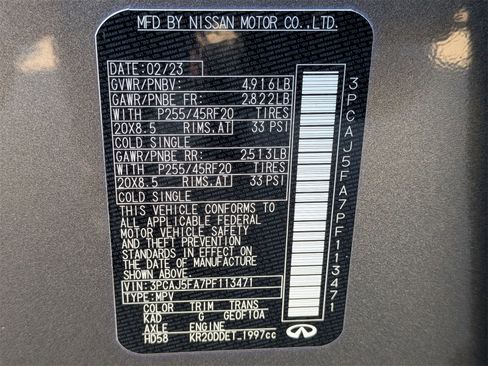 MFD BY NISSAN MOTOR CO.,LTD.
DATE: 02/23
GVWR/PNBV: 4,916LB
GAWR/PNBE FR: 2,822LB
WITH P255/45RF20 TIRES
20X8.5 RIMS,AT 33 PSI
COLD SINGLE
GAWR/PNBE RR: 2513LB
WITH P255/45RF20 TIRES
20X8.5 RIMS,AT 33 PSI
COLD SINGLE
THIS VEHICLE CONFORMS TO
ALL APPLICABLE FEDERAL
MOTOR VEHICLE SAFETY
AND THEFT PREVENTION
STANDARDS IN EFFECT ON
THE DATE OF MANUFACTURE
SHOWN ABOVE.
VIN: 3PCAJ5FA7PF113471
TYPE: MPV
COLOR TRIM TRANS
KAD G GEOF10A
AXLE ENGINE
HD58 KR20DDET 1997cc
3PCAJ5FA7PF113471
INFINITI